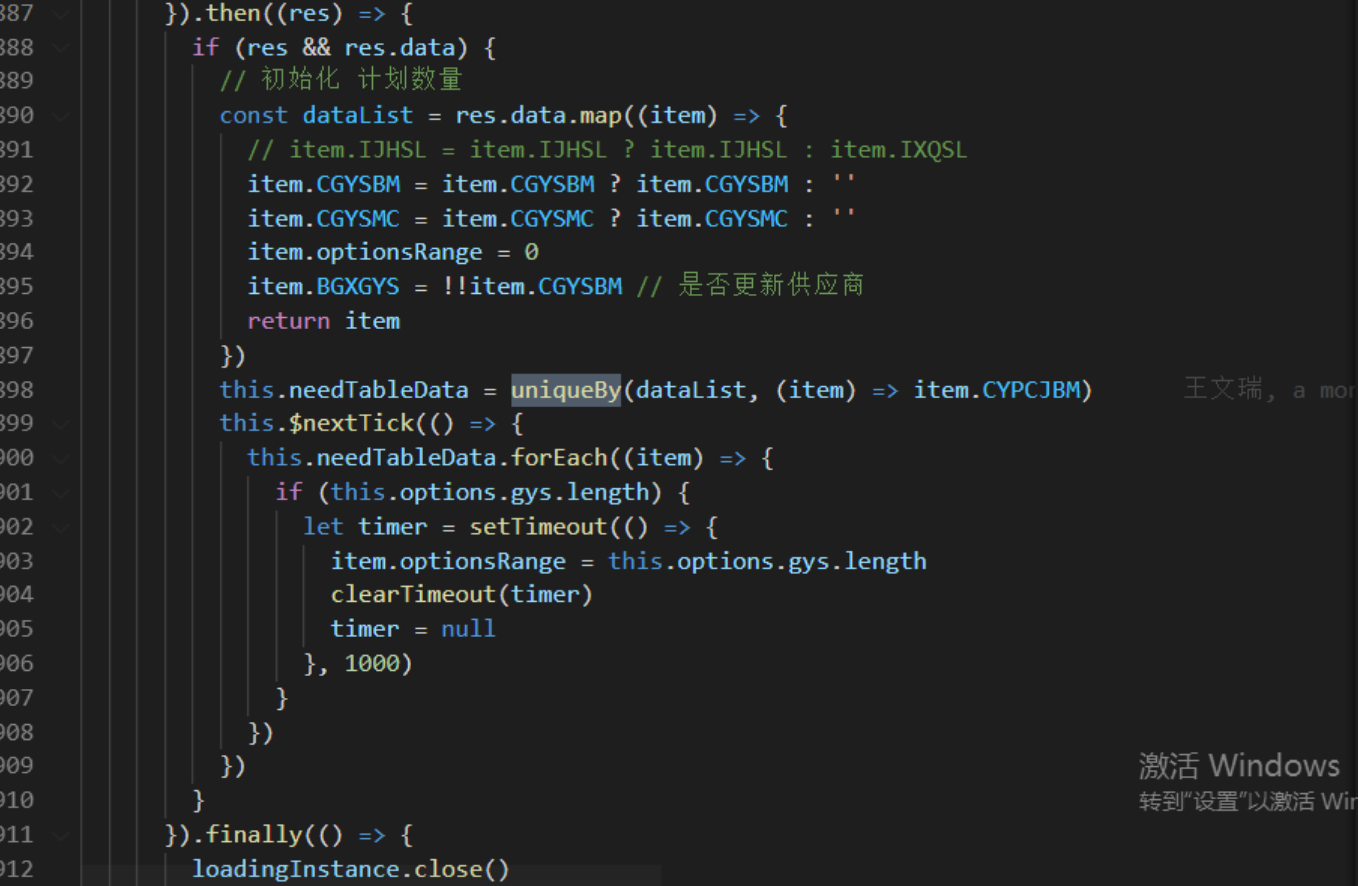 887 }).then((res) => {
888 if (res && res.data) {
889 // 初始化 计划数量
890 const dataList = res.data.map((item) => {
891 // item.IJHSL = item.IJHSL ? item.IJHSL : item.IXQSL
892 item.CGYSBM = item.CGYSBM ? item.CGYSBM : ''
893 item.CGYSMC = item.CGYSMC ? item.CGYSMC : ''
894 item.optionsRange = 0
895 item.BGXGYS = !!item.CGYSBM // 是否更新供应商
896 return item
897 })
898 this.needTableData = uniqueBy(dataList, (item) => item.CYPCJBM) 王文瑞, a mon
899 this.$nextTick(() => {
900 this.needTableData.forEach((item) => {
901 if (this.options.gys.length) {
902 let timer = setTimeout(() => {
903 item.optionsRange = this.options.gys.length
904 clearTimeout(timer)
905 timer = null
906 }, 1000)
907 }
908 })
909 })
910 }
911 }).finally(() => {
912 loadingInstance.close()
激活 Windows
转到“设置”以激活 Win